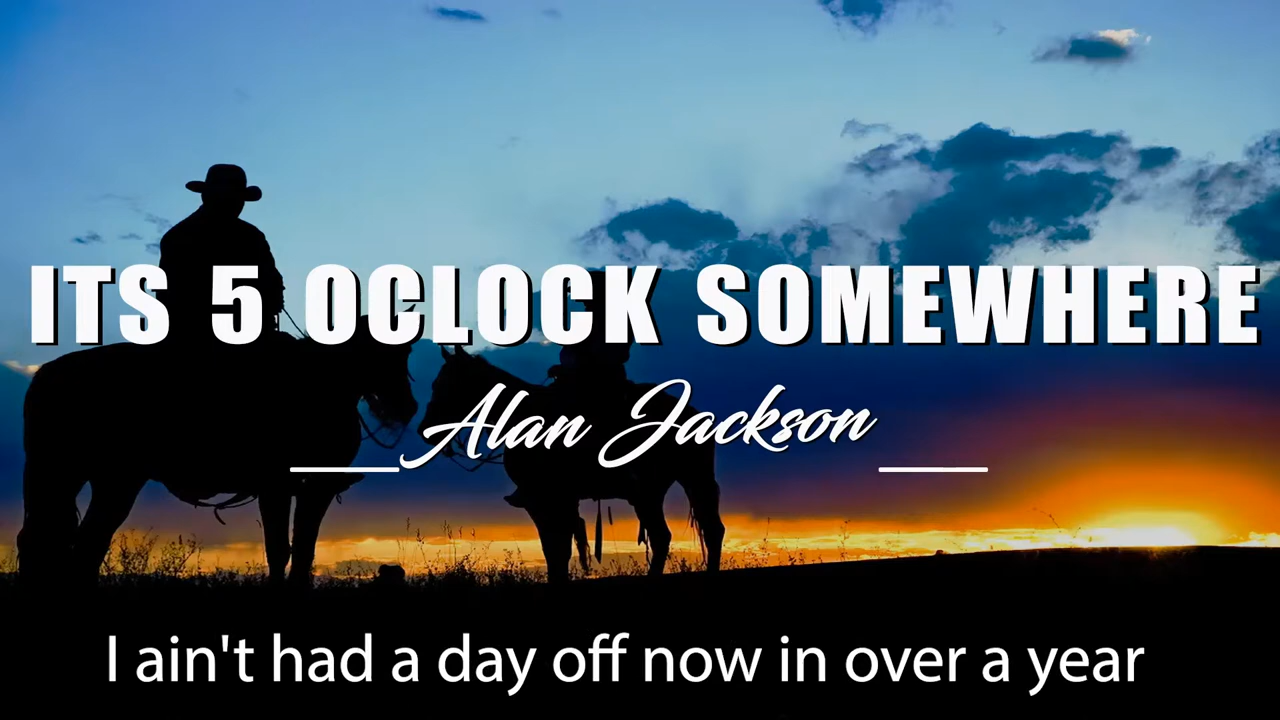 ITS 5 OCLOCK SOMEWHERE
Alan Jackson
I ain't had a day off now in over a year